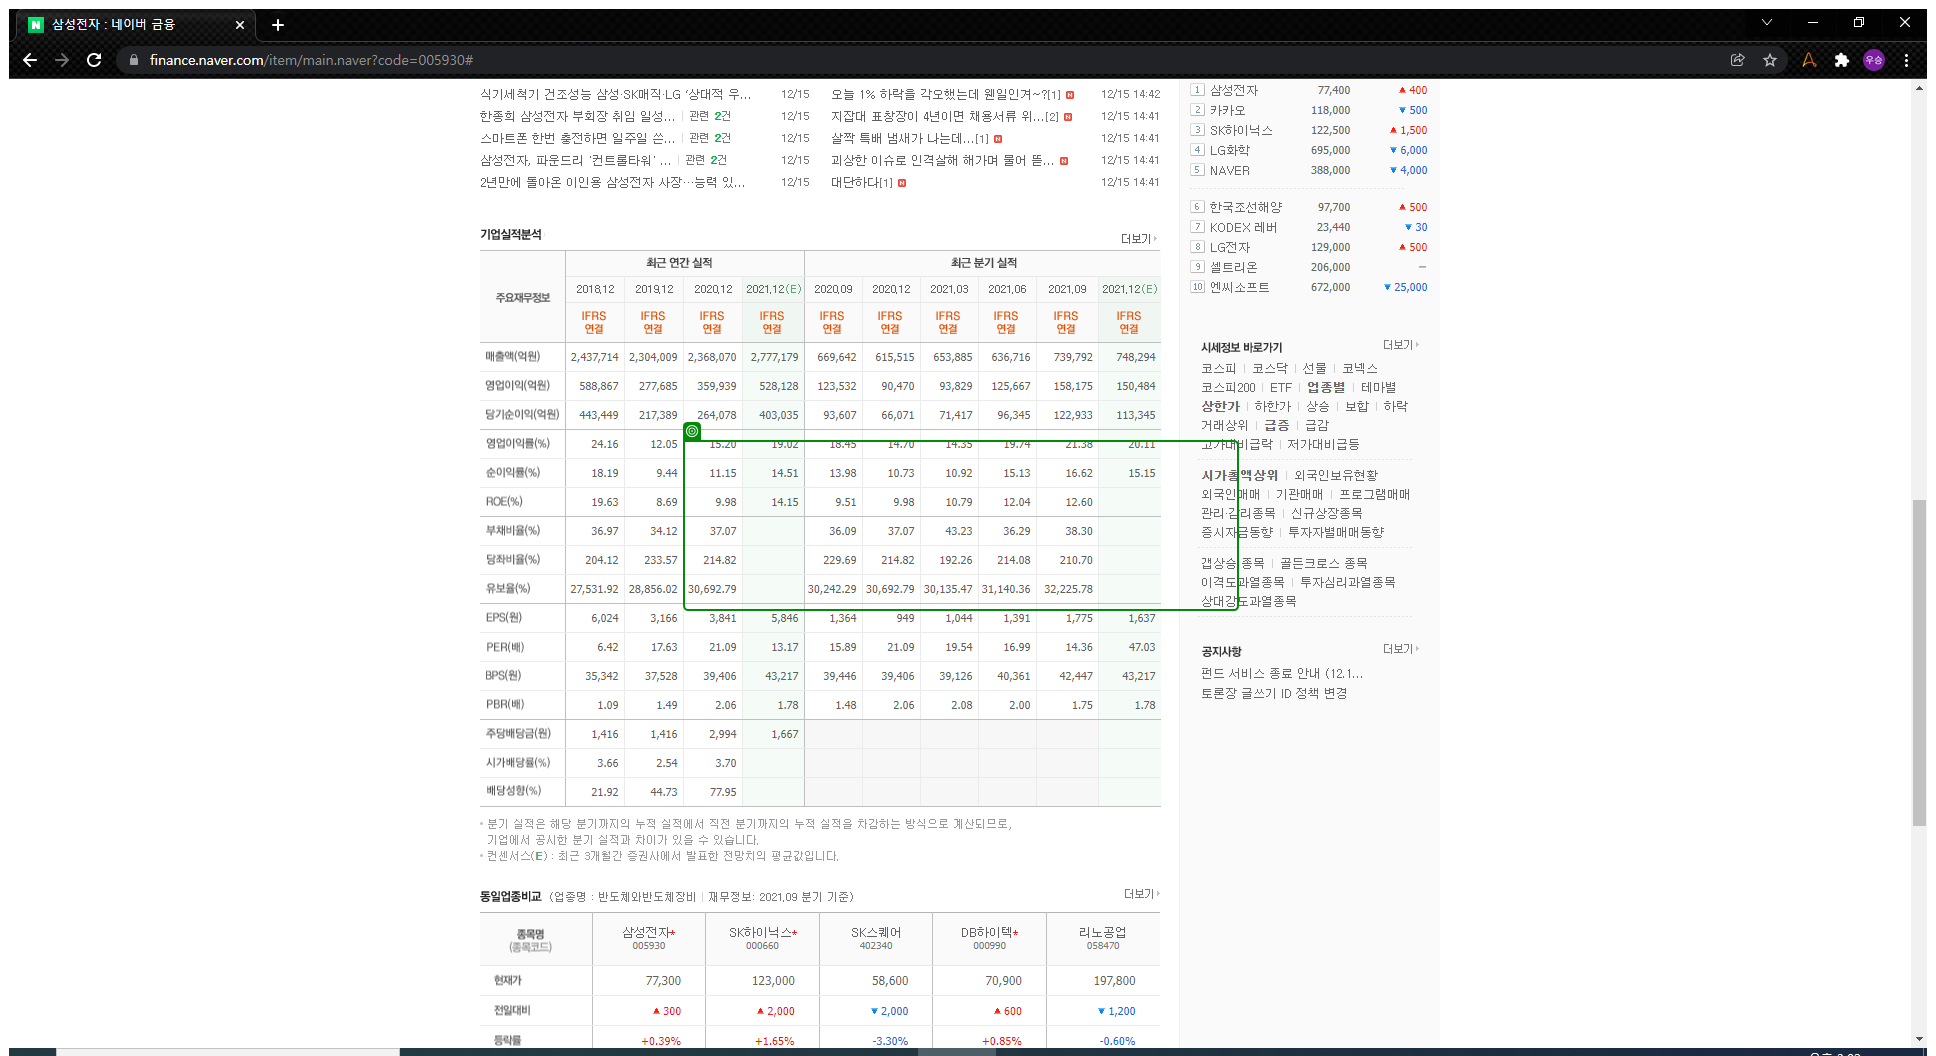 삼성전자 : 네이버 금융
finance.naver.com/item/main.naver?code=005930#
우승
식기세척기 건조성능 삼성·SK매직·LG '상대적 우... 12/15
한종희 삼성전자 부회장 취임 일성... 관련 2건 12/15
스마트폰 한번 충전하면 일주일 쓴... 관련 2건 12/15
삼성전자, 파운드리 '컨트롤타워' ... 관련 2건 12/15
2년만에 돌아온 이인용 삼성전자 사장…능력 있... 12/15
오늘 1% 하락을 각오했는데 웬일인겨~?[1] N 12/15 14:42
지잡대 표창장이 4년이면 채용서류 위...[2] N 12/15 14:41
살짝 특배 냄새가 나는데...[1] N 12/15 14:41
괴상한 이슈로 인격살해 해가며 물어 뜯... N 12/15 14:41
대단하다[1] N 12/15 14:41
기업실적분석
더보기
주요재무정보 최근 연간 실적 최근 분기 실적
2018.12 2019.12 2020.12 2021.12(E) 2020.09 2020.12 2021.03 2021.06 2021.09 2021.12(E)
IFRS IFRS IFRS IFRS IFRS IFRS IFRS IFRS IFRS IFRS
연결 연결 연결 연결 연결 연결 연결 연결 연결 연결
매출액(억원) 2,437,714 2,304,009 2,368,070 2,777,179 669,642 615,515 653,885 636,716 739,792 748,294
영업이익(억원) 588,867 277,685 359,939 528,128 123,532 90,470 93,829 125,667 158,175 150,484
당기순이익(억원) 443,449 217,389 264,078 403,035 93,607 66,071 71,417 96,345 122,933 113,345
영업이익률(%) 24.16 12.05 15.20 19.02 18.45 14.70 14.35 19.74 21.38 20.11
순이익률(%) 18.19 9.44 11.15 14.51 13.98 10.73 10.92 15.13 16.62 15.15
ROE(%) 19.63 8.69 9.98 14.15 9.51 9.98 10.79 12.04 12.60
부채비율(%) 36.97 34.12 37.07 36.09 37.07 43.23 36.29 38.30
당좌비율(%) 204.12 233.57 214.82 229.69 214.82 192.26 214.08 210.70
유보율(%) 27,531.92 28,856.02 30,692.79 30,242.29 30,692.79 30,135.47 31,140.36 32,225.78
EPS(원) 6,024 3,166 3,841 5,846 1,364 949 1,044 1,391 1,775 1,637
PER(배) 6.42 17.63 21.09 13.17 15.89 21.09 19.54 16.99 14.36 47.03
BPS(원) 35,342 37,528 39,406 43,217 39,446 39,406 39,126 40,361 42,447 43,217
PBR(배) 1.09 1.49 2.06 1.78 1.48 2.06 2.08 2.00 1.75 1.78
주당배당금(원) 1,416 1,416 2,994 1,667
시가배당률(%) 3.66 2.54 3.70
배당성향(%) 21.92 44.73 77.95
* 분기 실적은 해당 분기까지의 누적 실적에서 직전 분기까지의 누적 실적을 차감하는 방식으로 계산되므로,
기업에서 공시한 분기 실적과 차이가 있을 수 있습니다.
* 컨센서스(E) : 최근 3개월간 증권사에서 발표한 전망치의 평균값입니다.
동일업종비교 (업종명 : 반도체와반도체장비 | 재무정보: 2021.09 분기 기준)
더보기
종목명 삼성전자* SK하이닉스* SK스퀘어 DB하이텍* 리노공업
(종목코드) 005930 000660 402340 000990 058470
현재가 77,300 123,000 58,600 70,900 197,800
전일대비 ▲ 300 ▲ 2,000 ▼ 2,000 ▲ 600 ▼ 1,200
등락률 +0.39% +1.65% -3.30% +0.85% -0.60%
1 삼성전자 77,400 ▲ 400
2 카카오 118,000 ▼ 500
3 SK하이닉스 122,500 ▲ 1,500
4 LG화학 695,000 ▼ 6,000
5 NAVER 388,000 ▼ 4,000
6 한국조선해양 97,700 ▲ 500
7 KODEX 레버 23,440 ▼ 30
8 LG전자 129,000 ▲ 500
9 셀트리온 206,000 –
10 엔씨소프트 672,000 ▼ 25,000
시세정보 바로가기
더보기
코스피 | 코스닥 | 선물 | 코넥스
코스피200 | ETF | 업종별 | 테마별
상한가 | 하한가 | 상승 | 보합 | 하락
거래상위 | 급증 | 급감
고가대비급락 | 저가대비급등
시가총액상위 | 외국인보유현황
외국인매매 | 기관매매 | 프로그램매매
관리·감리종목 | 신규상장종목
증시자금동향 | 투자자별매매동향
갭상승 종목 | 골든크로스 종목
이격도과열종목 | 투자심리과열종목
상대강도과열종목
공지사항
더보기
펀드 서비스 종료 안내 (12.1...
토론장 글쓰기 ID 정책 변경